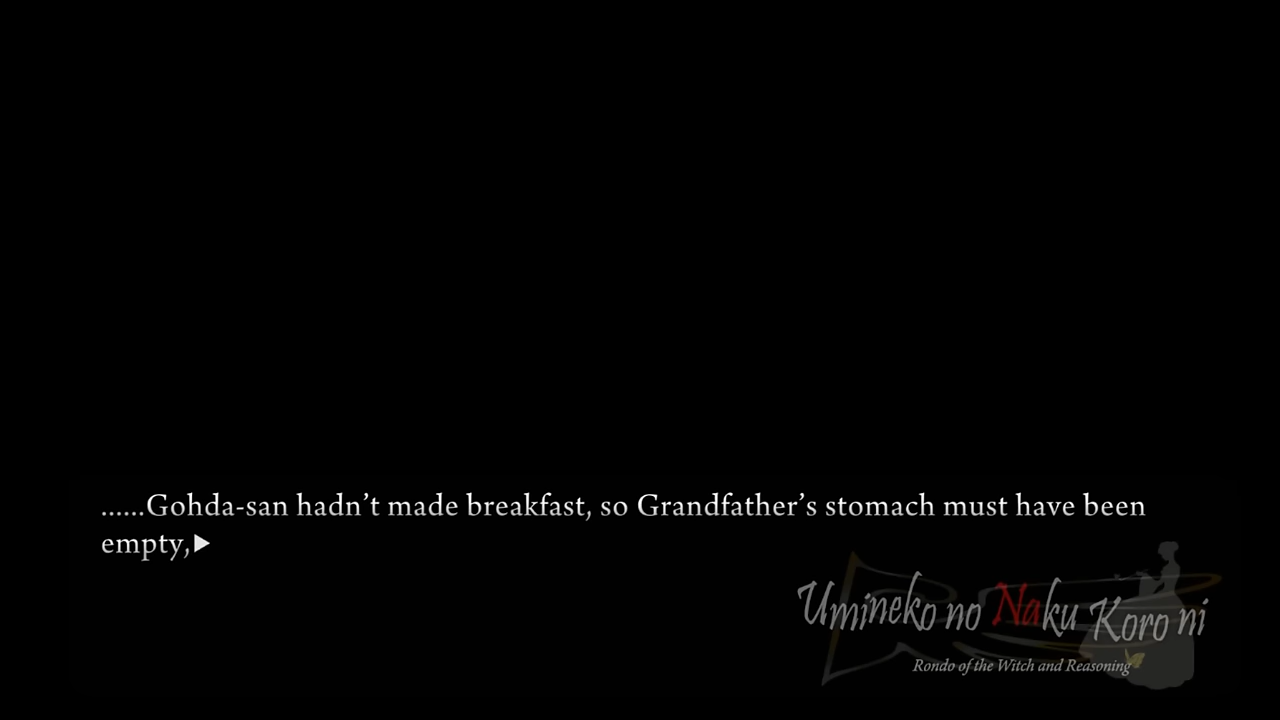 ......Gohda-san hadn’t made breakfast, so Grandfather’s stomach must have been
empty,▶
Umineko no Naku Koro ni
Rondo of the Witch and Reasoning